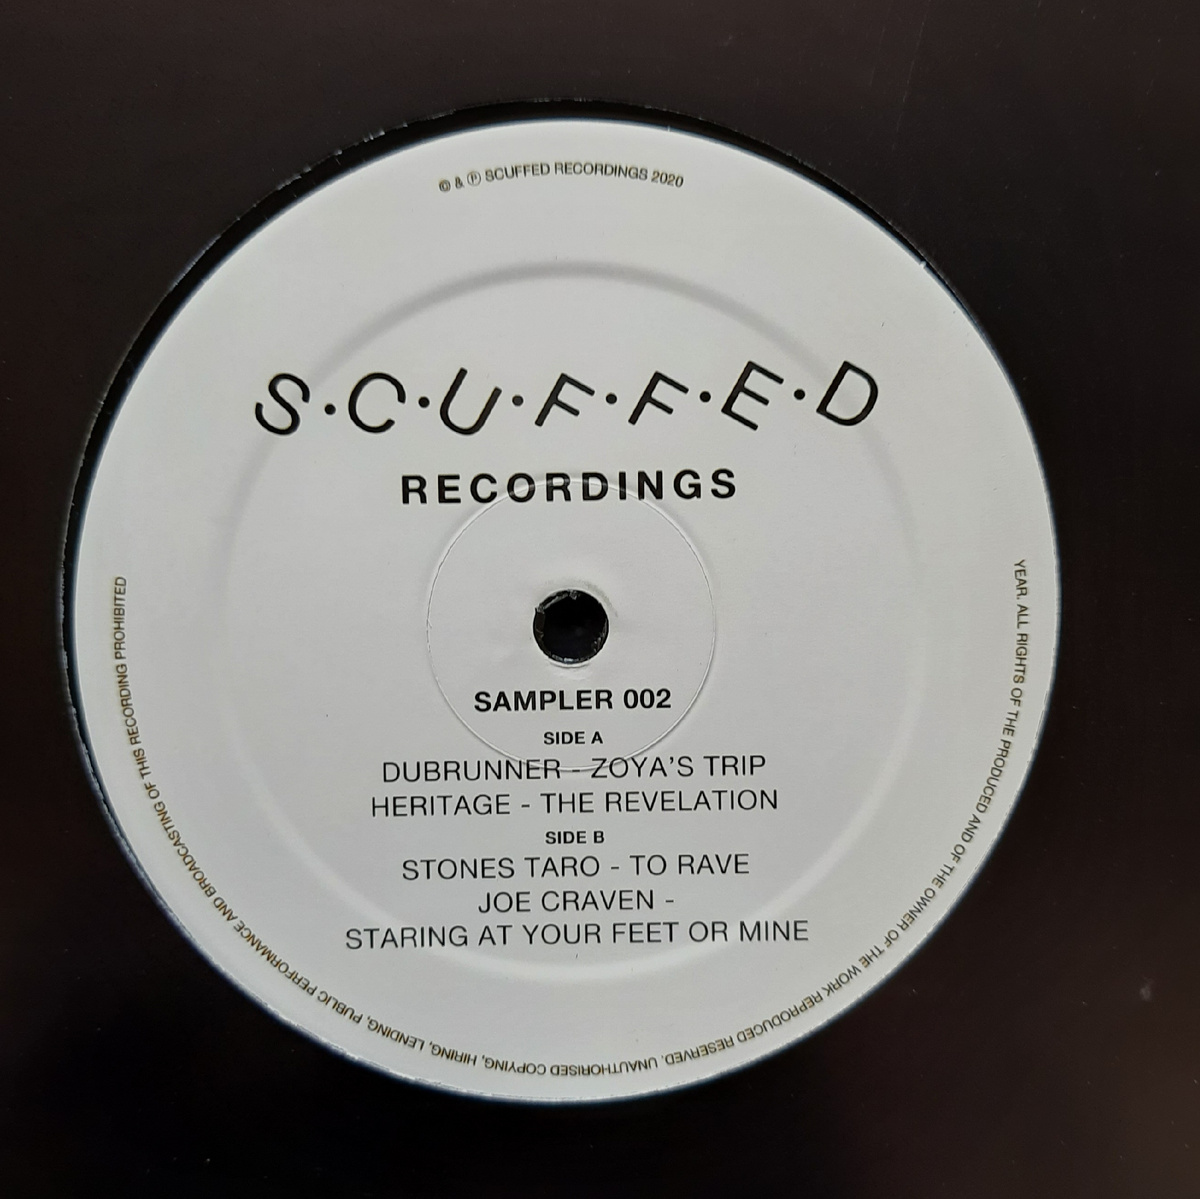 © & ℗ SCUFFED RECORDINGS 2020
S·C·U·F·F·E·D
RECORDINGS
SAMPLER 002
SIDE A
DUBRUNNER - ZOYA'S TRIP
HERITAGE - THE REVELATION
SIDE B
STONES TARO - TO RAVE
JOE CRAVEN -
STARING AT YOUR FEET OR MINE
YEAR. ALL RIGHTS OF THE PRODUCED AND OF THE OWNER OF THE WORK REPRODUCED RESERVED. UNAUTHORISED COPYING, HIRING, LENDING, PUBLIC PERFORMANCE AND BROADCASTING OF THIS RECORDING PROHIBITED